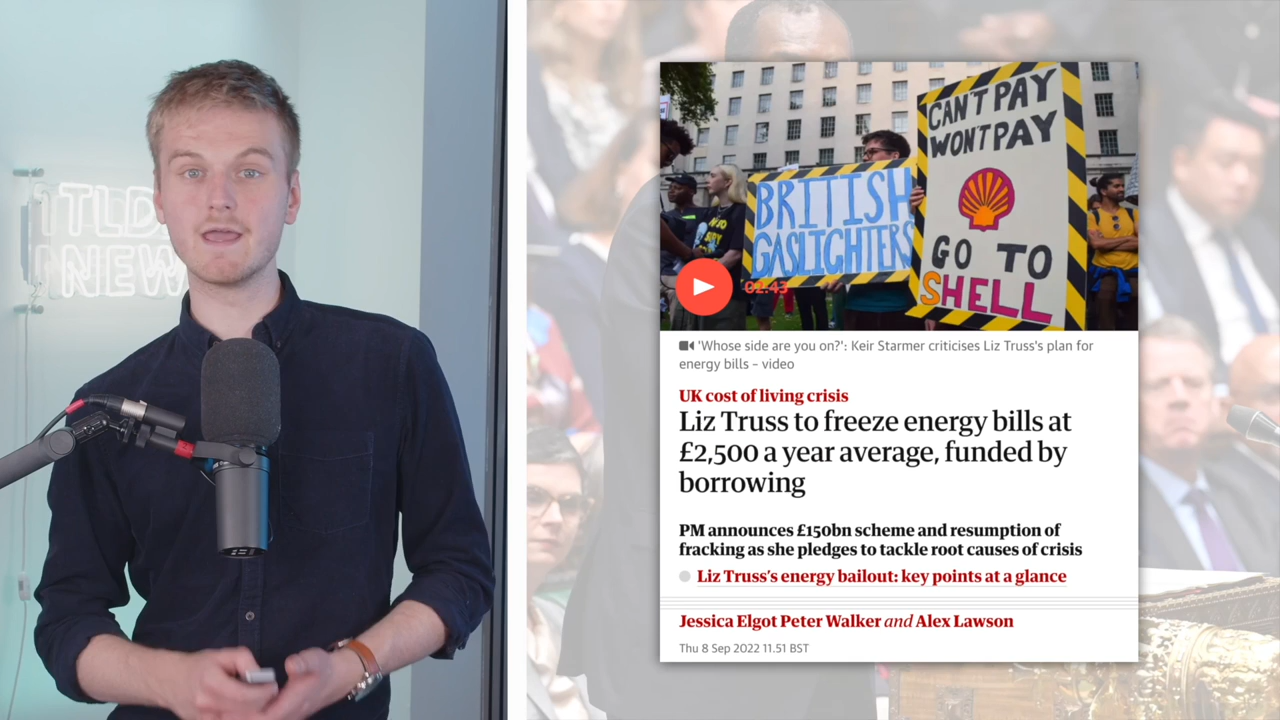 TLD
NEW
CAN'T PAY
WON'T PAY
GO TO
SHELL
BRITISH
GASLIGHTERS
02:43
'Whose side are you on?': Keir Starmer criticises Liz Truss's plan for
energy bills – video
UK cost of living crisis
Liz Truss to freeze energy bills at
£2,500 a year average, funded by
borrowing
PM announces £150bn scheme and resumption of
fracking as she pledges to tackle root causes of crisis
Liz Truss's energy bailout: key points at a glance
Jessica Elgot Peter Walker and Alex Lawson
Thu 8 Sep 2022 11.51 BST